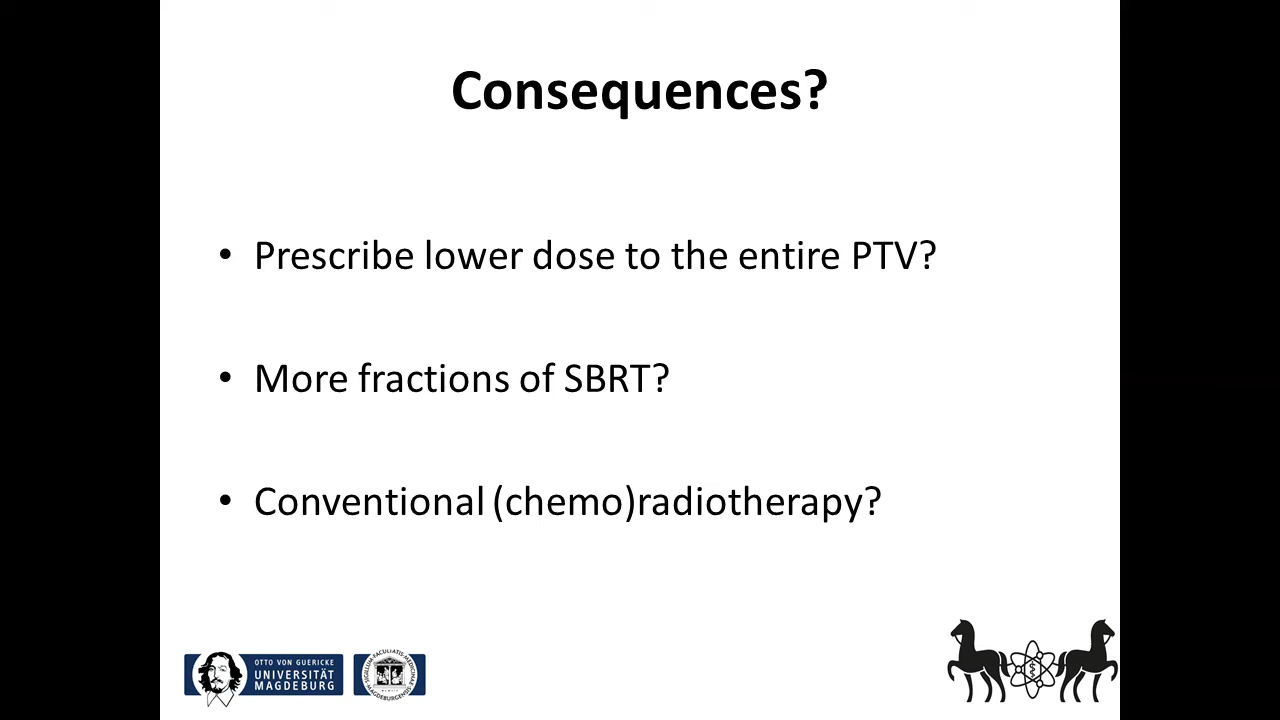 Consequences?
• Prescribe lower dose to the entire PTV?
• More fractions of SBRT?
• Conventional (chemo)radiotherapy?
OTTO VON GUERICKE
UNIVERSITÄT
MAGDEBURG